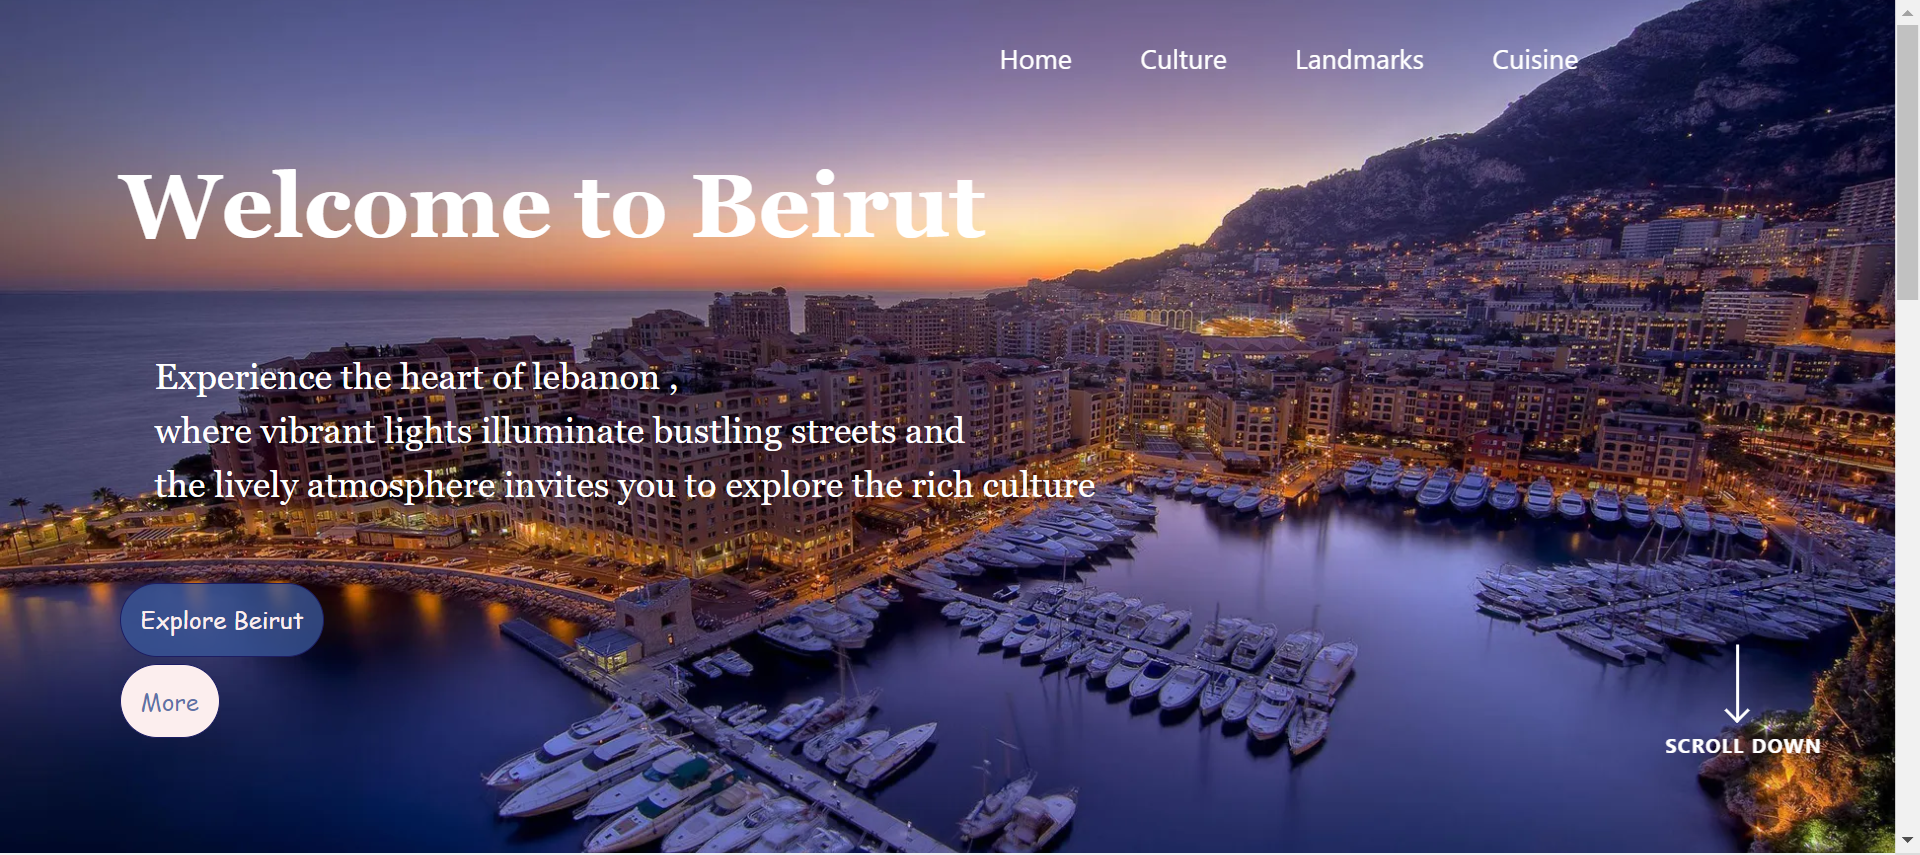 Home Culture Landmarks Cuisine
Welcome to Beirut
Experience the heart of lebanon ,
where vibrant lights illuminate bustling streets and
the lively atmosphere invites you to explore the rich culture
Explore Beirut
More
SCROLL DOWN